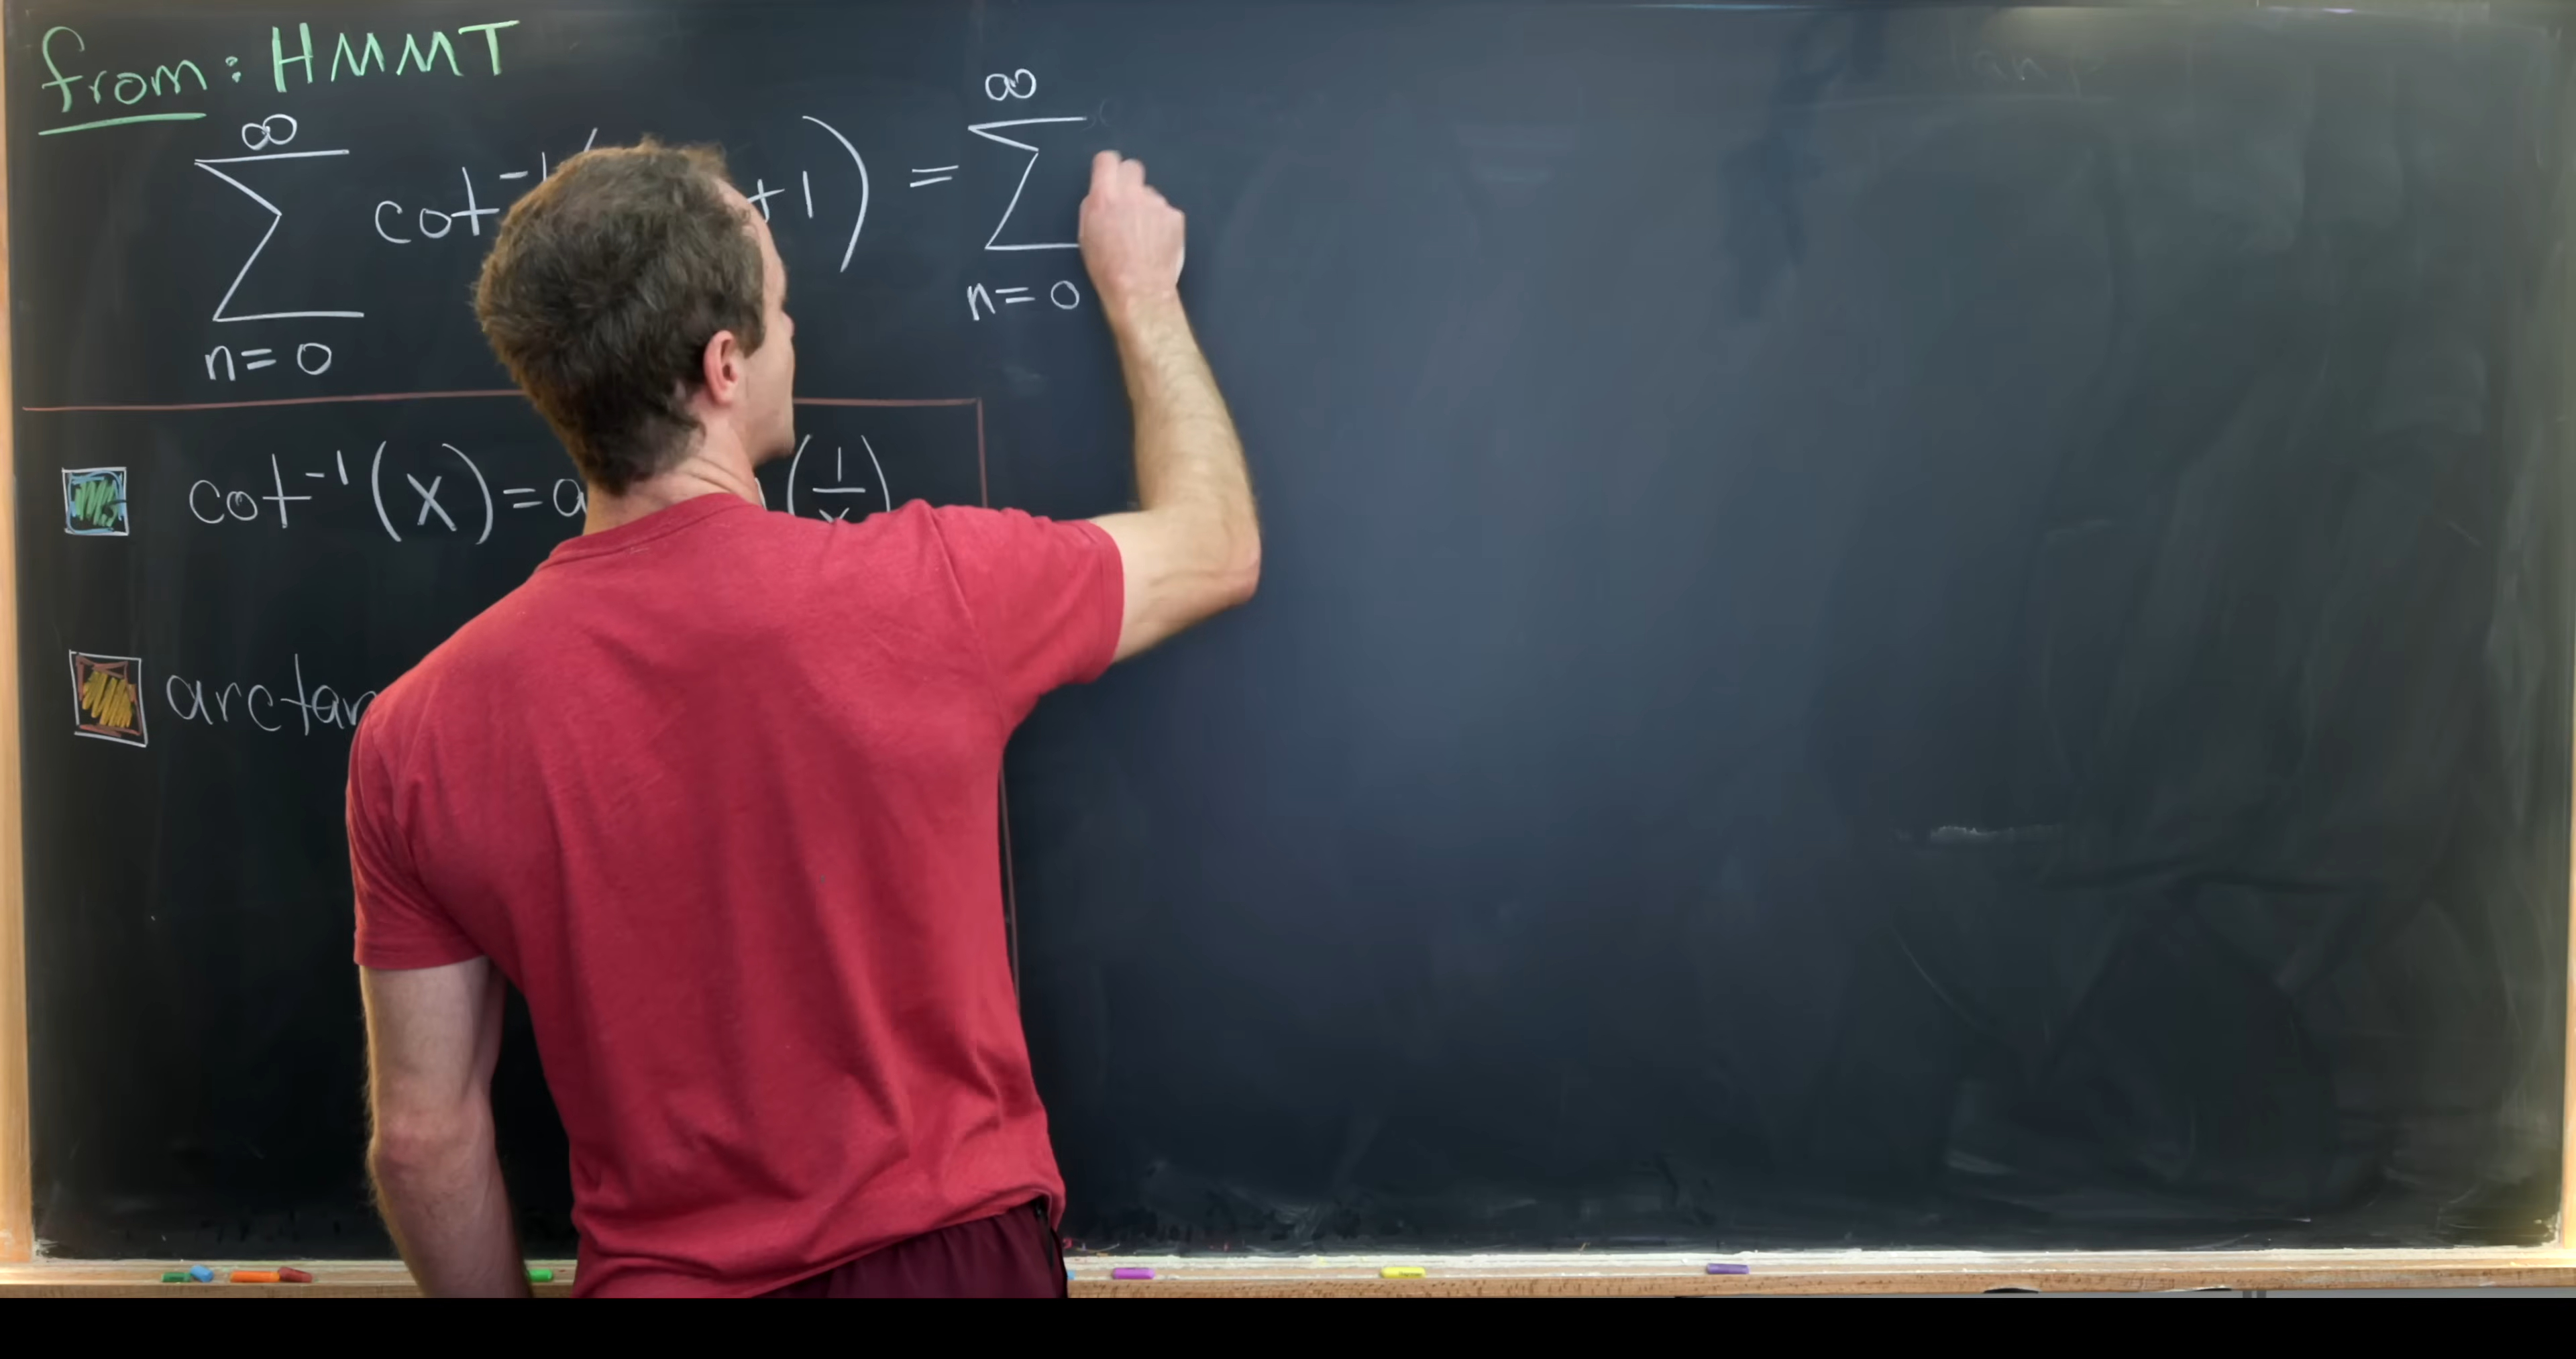 from: HMMT
∞ ∞
∑ cot⁻¹( +1) = ∑
n=0 n=0
cot⁻¹(x)=a (1/x)
arctan